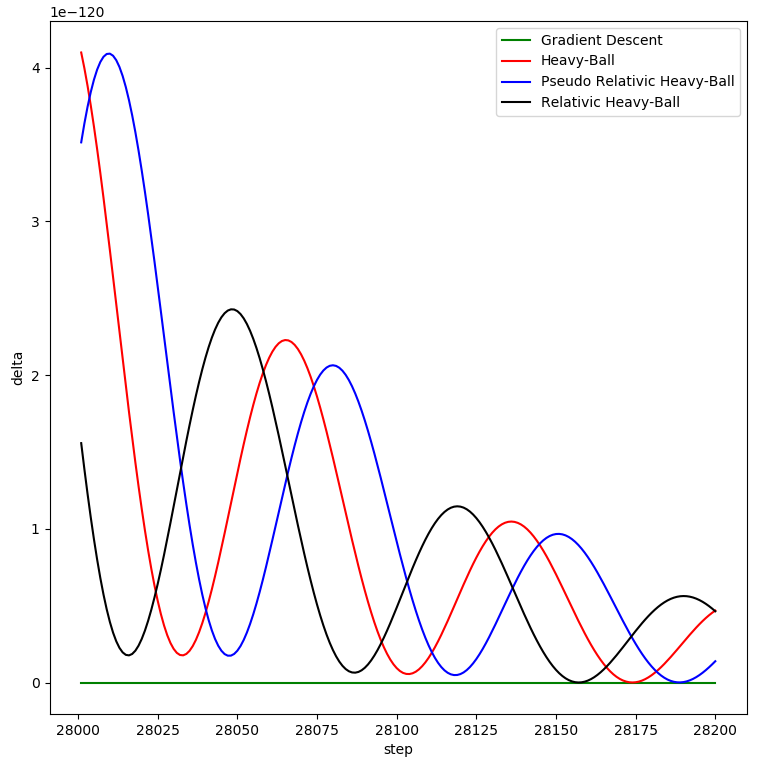 1e−120
Gradient Descent
Heavy-Ball
Pseudo Relativic Heavy-Ball
Relativic Heavy-Ball
4
3
2
1
0
delta
28000 28025 28050 28075 28100 28125 28150 28175 28200
step